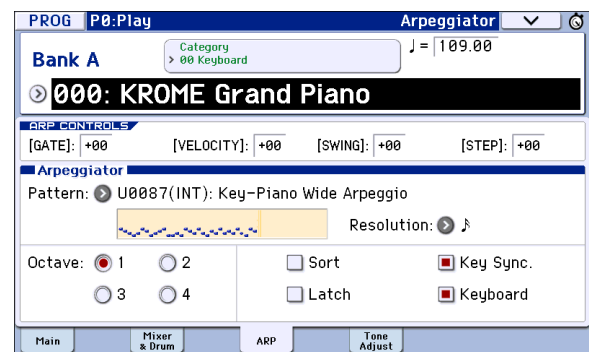 PROG P0:Play Arpeggiator
Bank A
Category
00 Keyboard
♩= 109.00
000: KROME Grand Piano
ARP CONTROLS
[GATE]: +00 [VELOCITY]: +00 [SWING]: +00 [STEP]: +00
Arpeggiator
Pattern: U0087(INT): Key-Piano Wide Arpeggio
Resolution: ♪
Octave: 1 2 Sort Key Sync.
3 4 Latch Keyboard
Main Mixer & Drum ARP Tone Adjust